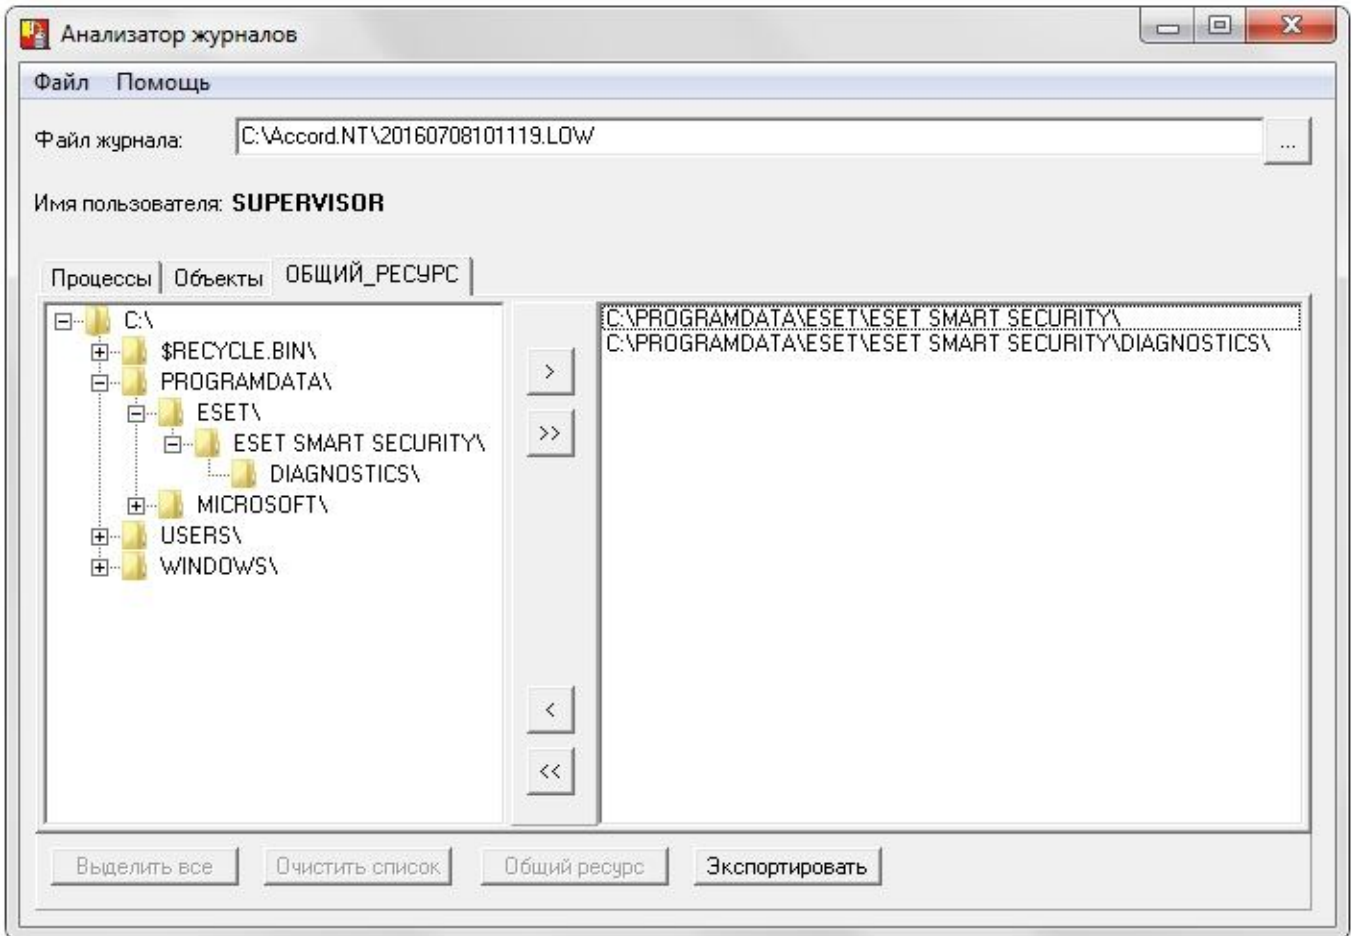 Анализатор журналов
Файл Помощь
Файл журнала: C:\Accord.NT\20160708101119.LOW ...
Имя пользователя: SUPERVISOR
Процессы Объекты ОБЩИЙ_РЕСУРС
C:\
$RECYCLE.BIN\
PROGRAMDATA\
ESET\
ESET SMART SECURITY\
DIAGNOSTICS\
MICROSOFT\
USERS\
WINDOWS\
>
>>
<
<<
C:\PROGRAMDATA\ESET\ESET SMART SECURITY\
C:\PROGRAMDATA\ESET\ESET SMART SECURITY\DIAGNOSTICS\
Выделить все Очистить список Общий ресурс Экспортировать